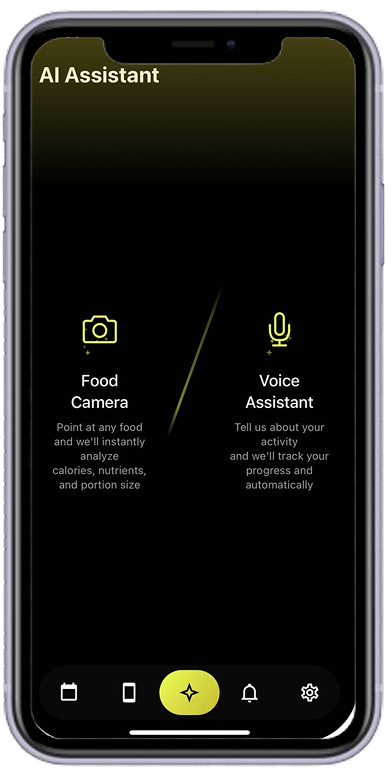 AI Assistant
Food
Camera
Point at any food
and we'll instantly
analyze
calories, nutrients,
and portion size
Voice
Assistant
Tell us about your
activity
and we'll track your
progress and
automatically